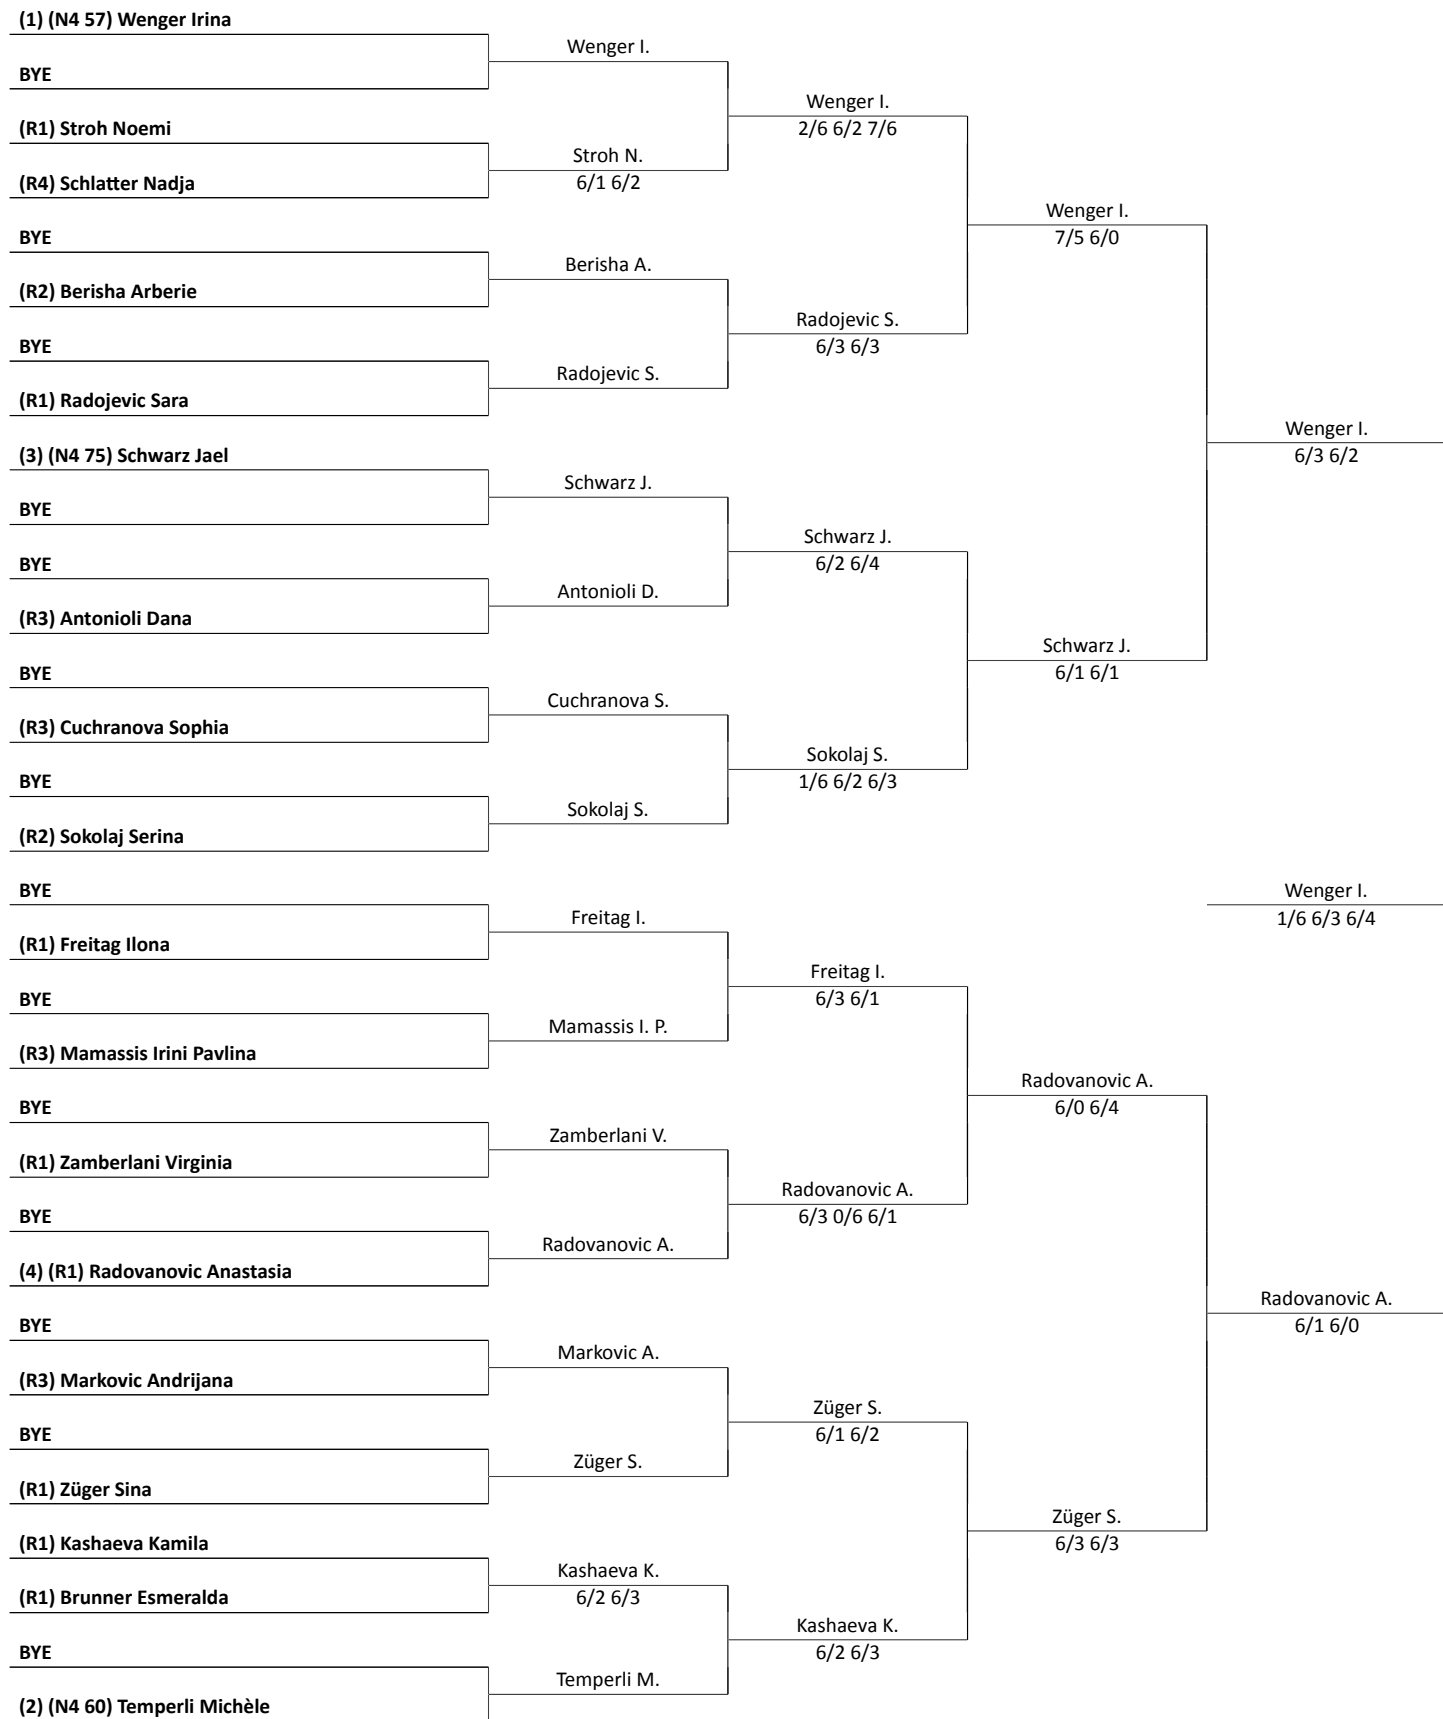 (1) (N4 57) Wenger Irina
Wenger I.
BYE
Wenger I.
2/6 6/2 7/6
(R1) Stroh Noemi
Stroh N.
6/1 6/2
(R4) Schlatter Nadja
Wenger I.
7/5 6/0
BYE
Berisha A.
(R2) Berisha Arberie
Radojevic S.
6/3 6/3
BYE
Radojevic S.
(R1) Radojevic Sara
Wenger I.
6/3 6/2
(3) (N4 75) Schwarz Jael
Schwarz J.
BYE
Schwarz J.
6/2 6/4
BYE
Antonioli D.
(R3) Antonioli Dana
Schwarz J.
6/1 6/1
BYE
Cuchranova S.
(R3) Cuchranova Sophia
Sokolaj S.
1/6 6/2 6/3
BYE
Sokolaj S.
(R2) Sokolaj Serina
BYE
Wenger I.
1/6 6/3 6/4
Freitag I.
(R1) Freitag Ilona
Freitag I.
6/3 6/1
BYE
Mamassis I. P.
(R3) Mamassis Irini Pavlina
Radovanovic A.
6/0 6/4
BYE
Zamberlani V.
(R1) Zamberlani Virginia
Radovanovic A.
6/3 0/6 6/1
BYE
Radovanovic A.
(4) (R1) Radovanovic Anastasia
Radovanovic A.
6/1 6/0
BYE
Markovic A.
(R3) Markovic Andrijana
Züger S.
6/1 6/2
BYE
Züger S.
(R1) Züger Sina
Züger S.
6/3 6/3
(R1) Kashaeva Kamila
Kashaeva K.
6/2 6/3
(R1) Brunner Esmeralda
Kashaeva K.
6/2 6/3
BYE
Temperli M.
(2) (N4 60) Temperli Michèle